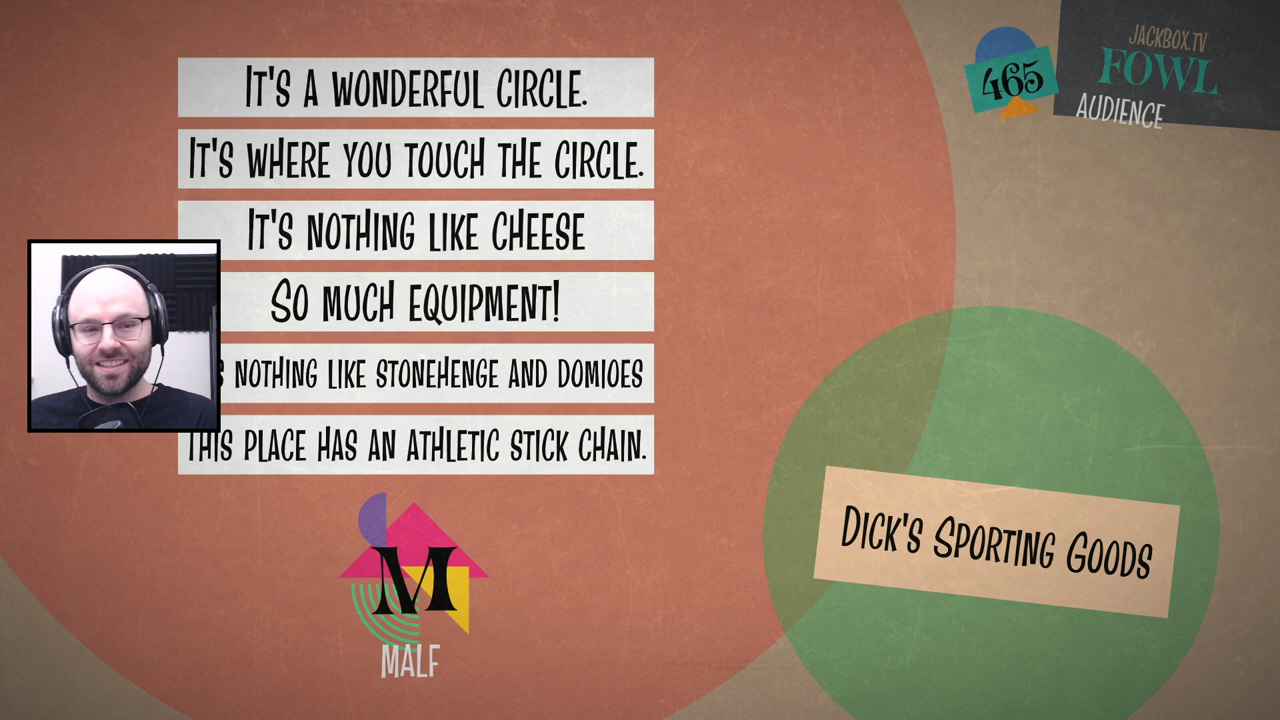 It's a wonderful circle.
It's where you touch the circle.
It's nothing like cheese
So much equipment!
nothing like Stonehenge and domioes
This place has an athletic stick chain.
M
MALF
Dick's Sporting Goods
465
JACKBOX.TV
FOWL
AUDIENCE